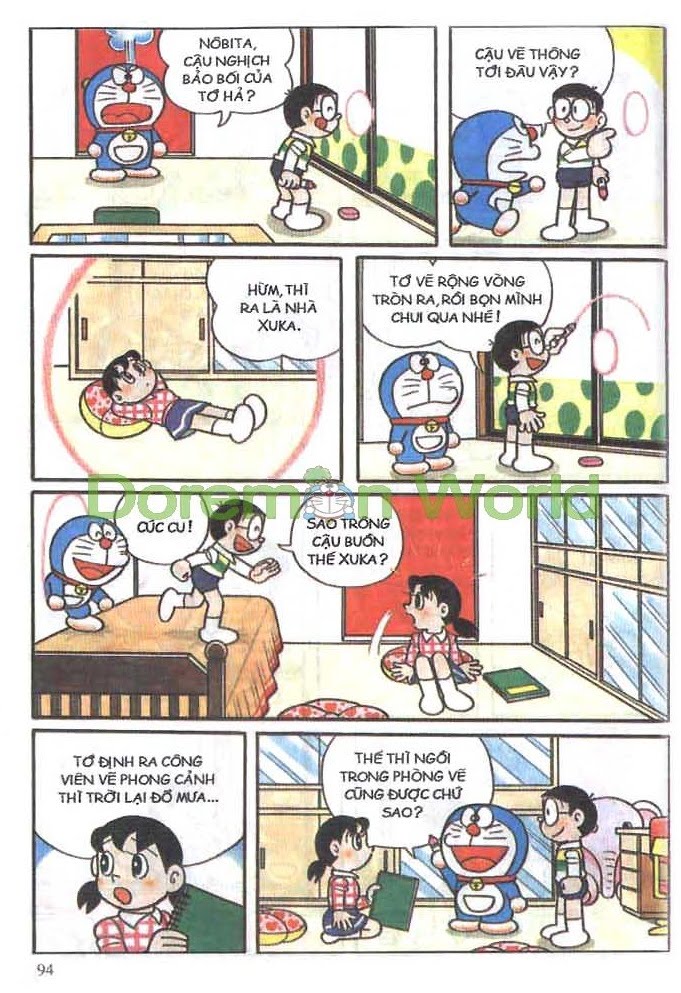 NÔBITA,
CẬU NGHỊCH
BẢO BỐI CỦA
TỚ HẢ?
CẬU VẼ THÔNG
TỚI ĐÂU VẬY?
HỪM, THÌ
RA LÀ NHÀ
XUKA.
TỚ VẼ RỘNG VÒNG
TRÒN RA, RỒI BỌN MÌNH
CHUI QUA NHÉ!
Doremon World
CÚC CU!
SAO TRÔNG
CẬU BUỒN
THẾ XUKA?
TỚ ĐỊNH RA CÔNG
VIÊN VẼ PHONG CẢNH
THÌ TRỜI LẠI ĐỔ MƯA...
THẾ THÌ NGỒI
TRONG PHÒNG VẼ
CŨNG ĐƯỢC CHỨ
SAO?
94